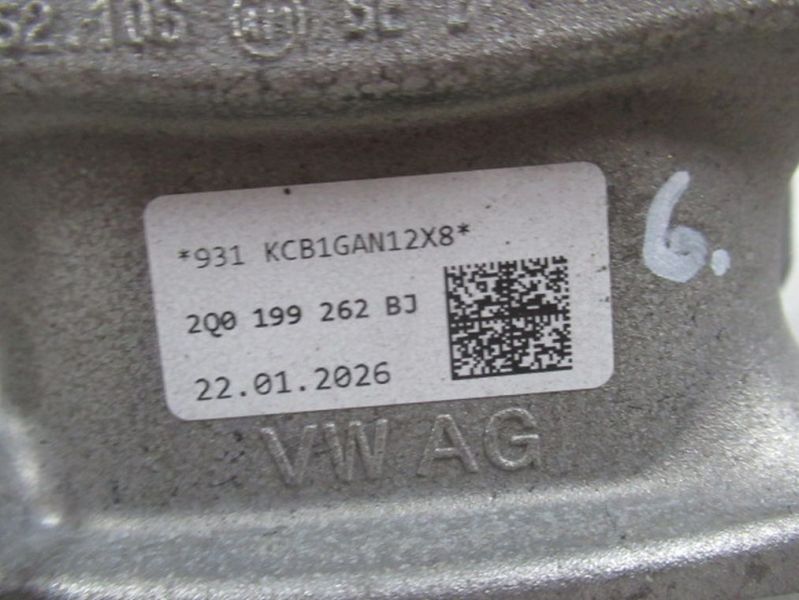 *931 KCB1GAN12X8*
2Q0 199 262 BJ
22.01.2026
VW AG
6.